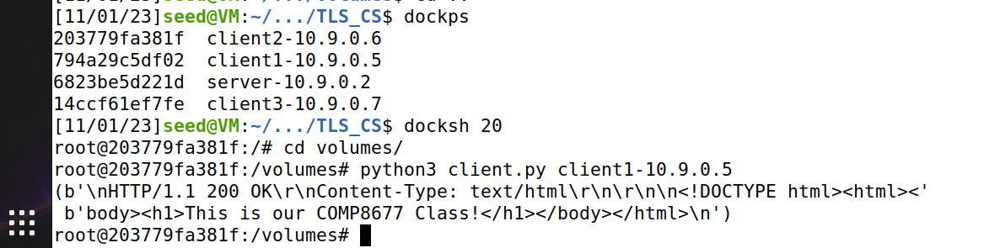 [11/01/23]seed@VM:~/.../TLS_CS$ dockps
203779fa381f  client2-10.9.0.6
794a29c5df02  client1-10.9.0.5
6823be5d221d  server-10.9.0.2
14ccf61ef7fe  client3-10.9.0.7
[11/01/23]seed@VM:~/.../TLS_CS$ docksh 20
root@203779fa381f:/# cd volumes/
root@203779fa381f:/volumes# python3 client.py client1-10.9.0.5
(b'\nHTTP/1.1 200 OK\r\nContent-Type: text/html\r\n\r\n\n<!DOCTYPE html><html><'
 b'body><h1>This is our COMP8677 Class!</h1></body></html>\n')
root@203779fa381f:/volumes#